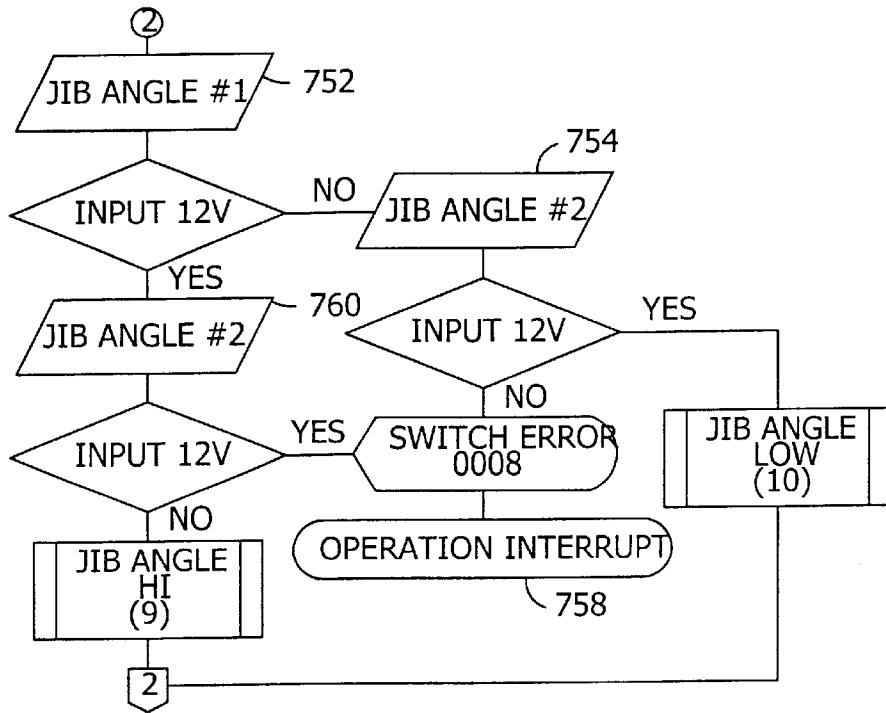 2
JIB ANGLE #1
752
754
INPUT 12V
NO
JIB ANGLE #2
YES
JIB ANGLE #2
760
INPUT 12V
YES
NO
INPUT 12V
YES
SWITCH ERROR
0008
JIB ANGLE
LOW
(10)
NO
JIB ANGLE
HI
(9)
OPERATION INTERRUPT
758
2